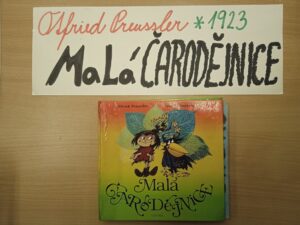 Otfried Preussler *1923
MaLá ČARODĚJNICE
Malá
ČARODĚJNICE